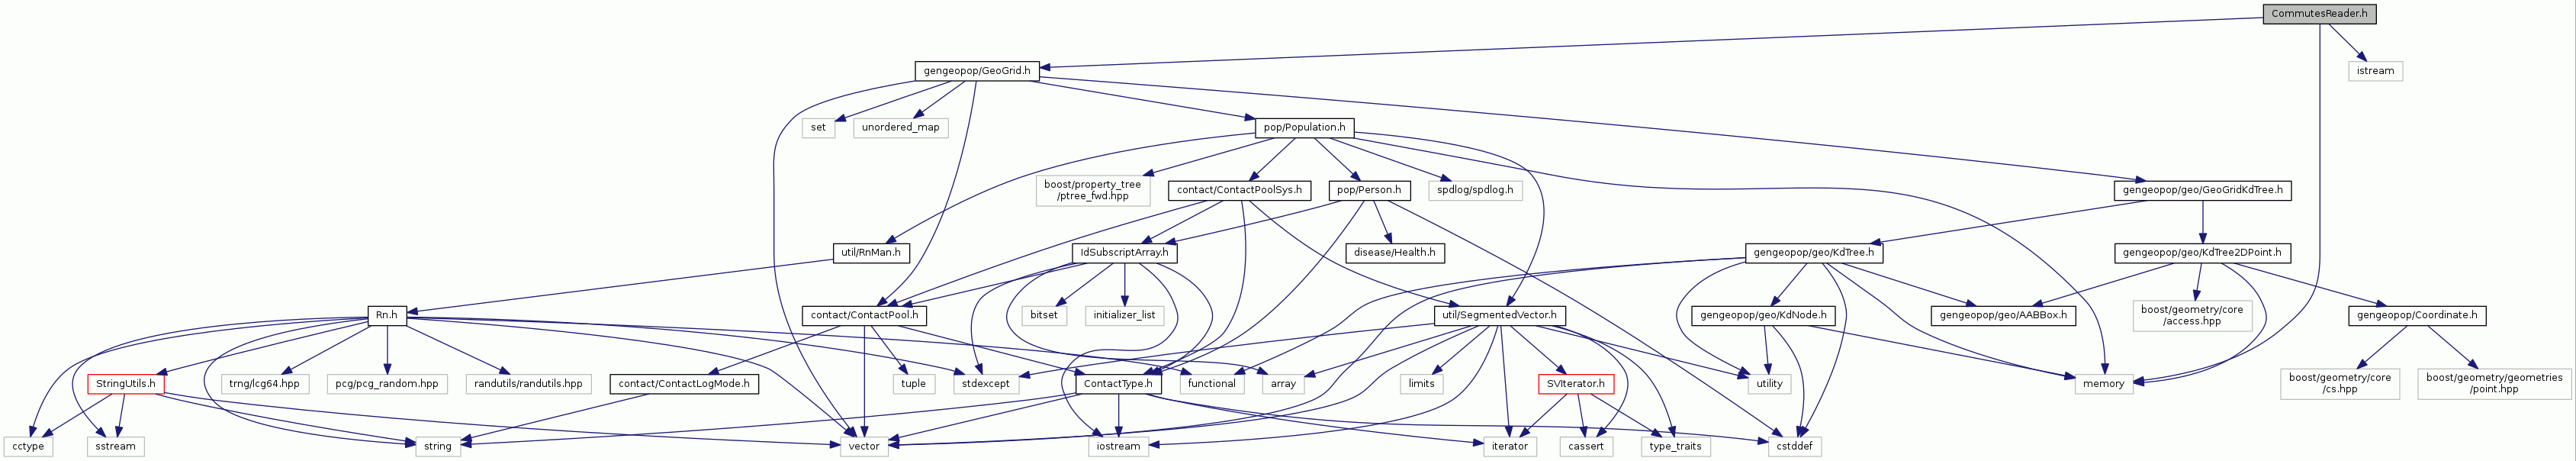 CommutesReader.h
gengeopop/GeoGrid.h
istream
set
unordered_map
pop/Population.h
boost/property_tree
/ptree_fwd.hpp
contact/ContactPoolSys.h
pop/Person.h
spdlog/spdlog.h
gengeopop/geo/GeoGridKdTree.h
util/RnMan.h
IdSubscriptArray.h
disease/Health.h
gengeopop/geo/KdTree.h
gengeopop/geo/KdTree2DPoint.h
Rn.h
contact/ContactPool.h
bitset
initializer_list
util/SegmentedVector.h
gengeopop/geo/KdNode.h
gengeopop/geo/AABBox.h
boost/geometry/core
/access.hpp
gengeopop/Coordinate.h
StringUtils.h
trng/lcg64.hpp
pcg/pcg_random.hpp
randutils/randutils.hpp
contact/ContactLogMode.h
tuple
stdexcept
ContactType.h
functional
array
limits
SVIterator.h
utility
memory
boost/geometry/core
/cs.hpp
boost/geometry/geometries
/point.hpp
cctype
sstream
string
vector
iostream
iterator
cassert
type_traits
cstddef